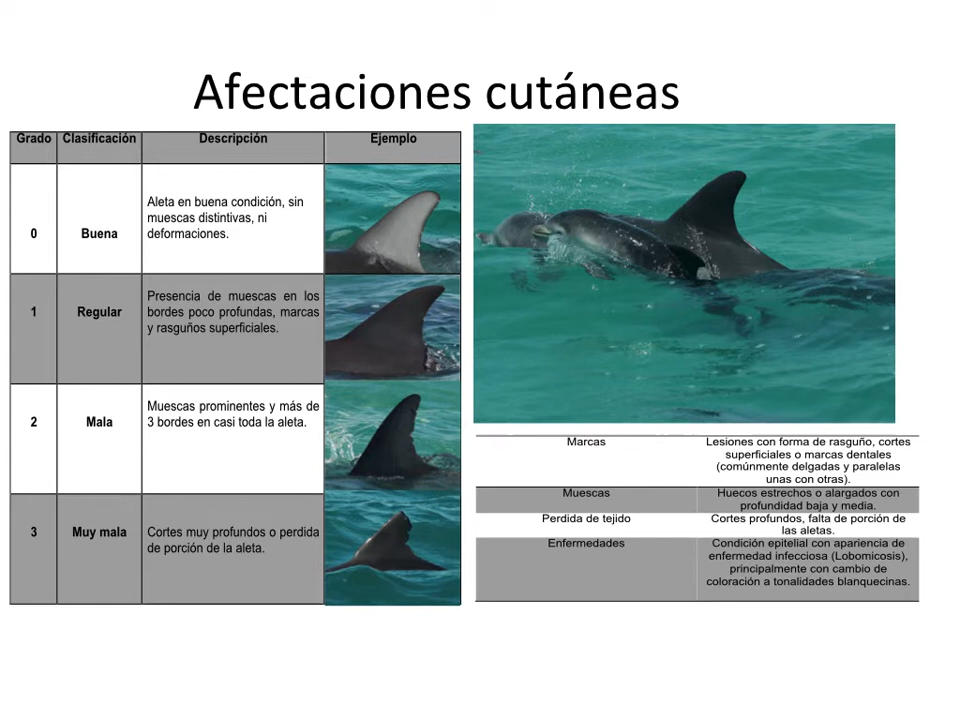 Afectaciones cutáneas
Grado Clasificación Descripción Ejemplo
0 Buena
Aleta en buena condición, sin
muescas distintivas, ni
deformaciones.
1 Regular
Presencia de muescas en los
bordes poco profundas, marcas
y rasguños superficiales.
2 Mala
Muescas prominentes y más de
3 bordes en casi toda la aleta.
3 Muy mala
Cortes muy profundos o perdida
de porción de la aleta.
Marcas
Lesiones con forma de rasguño, cortes
superficiales o marcas dentales
(comúnmente delgadas y paralelas
unas con otras).
Muescas
Huecos estrechos o alargados con
profundidad baja y media.
Perdida de tejido
Cortes profundos, falta de porción de
las aletas.
Enfermedades
Condición epitelial con apariencia de
enfermedad infecciosa (Lobomicosis),
principalmente con cambio de
coloración a tonalidades blanquecinas.